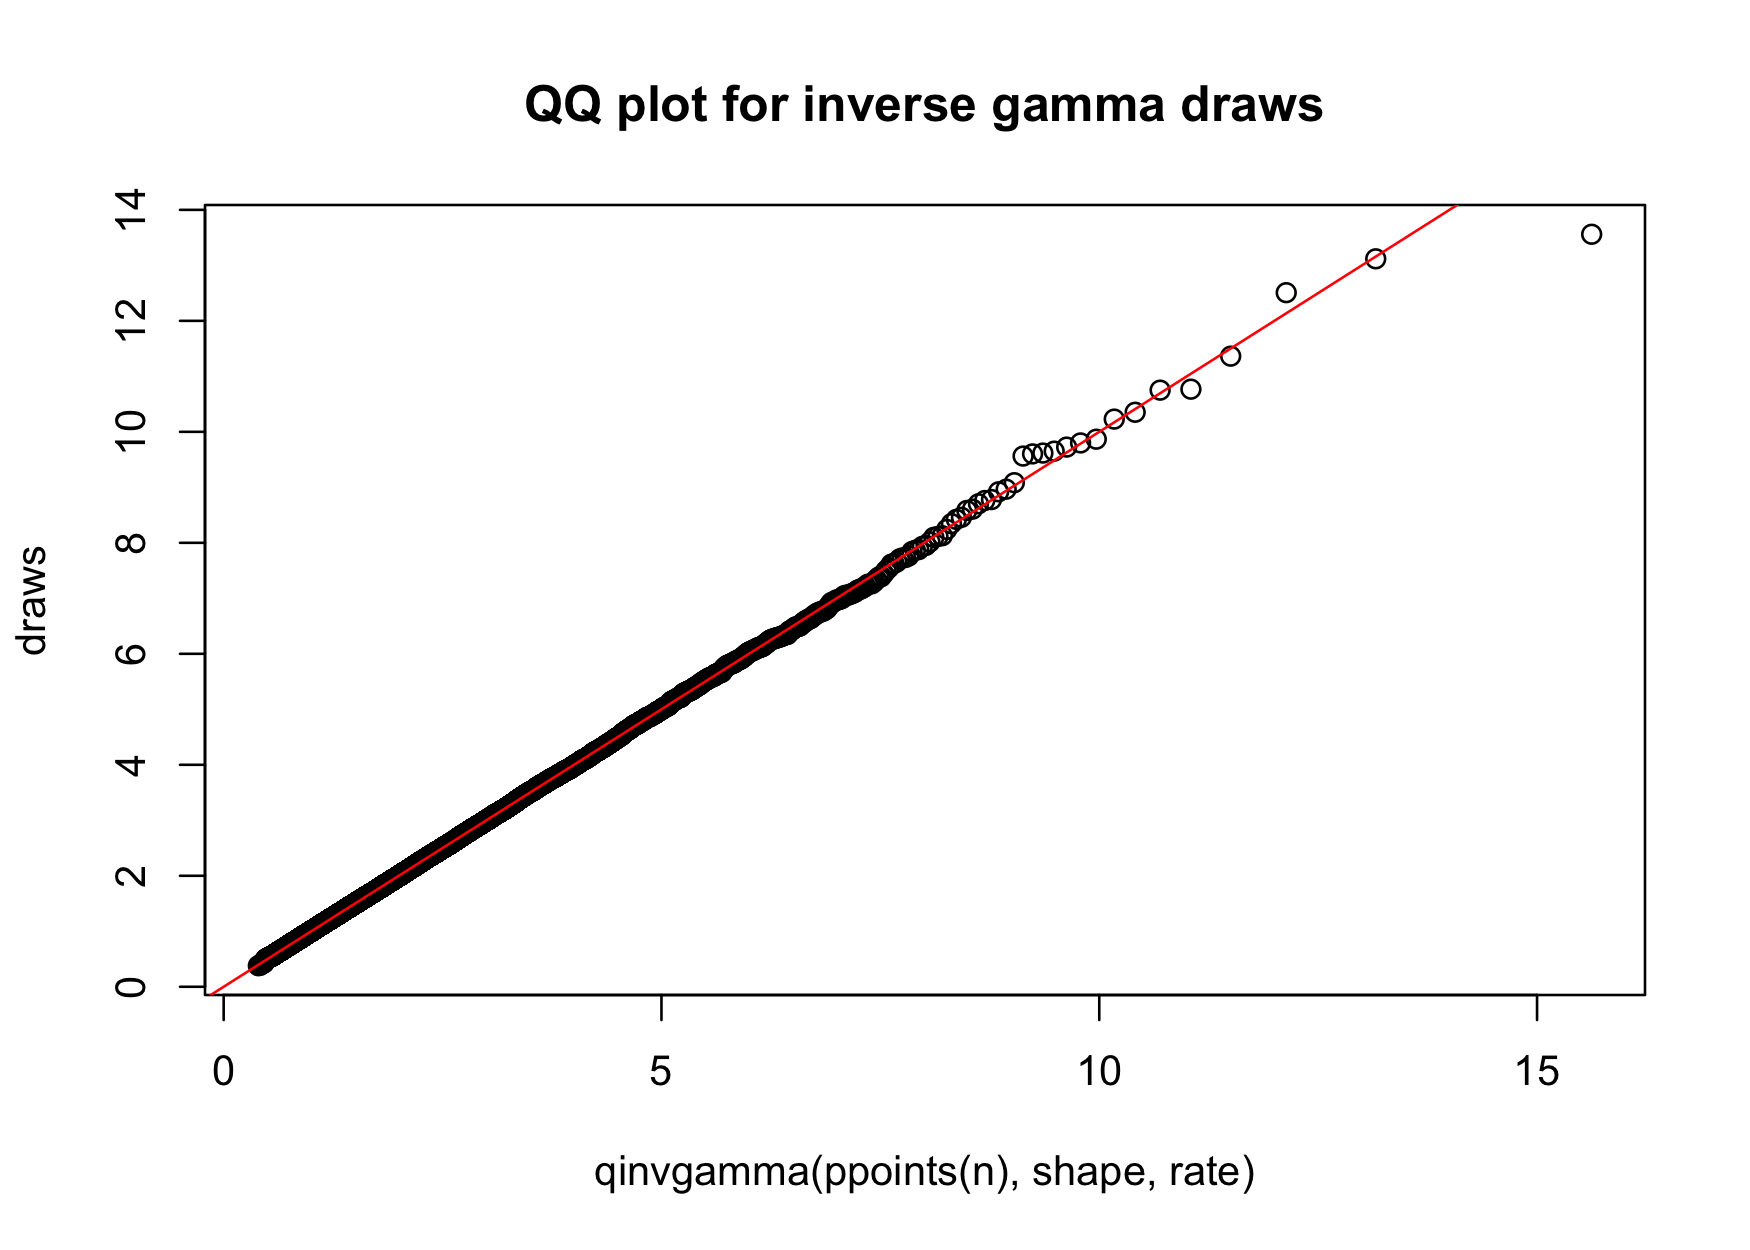 QQ plot for inverse gamma draws
14
12
10
8
6
4
2
0
draws
0 5 10 15
qinvgamma(ppoints(n), shape, rate)